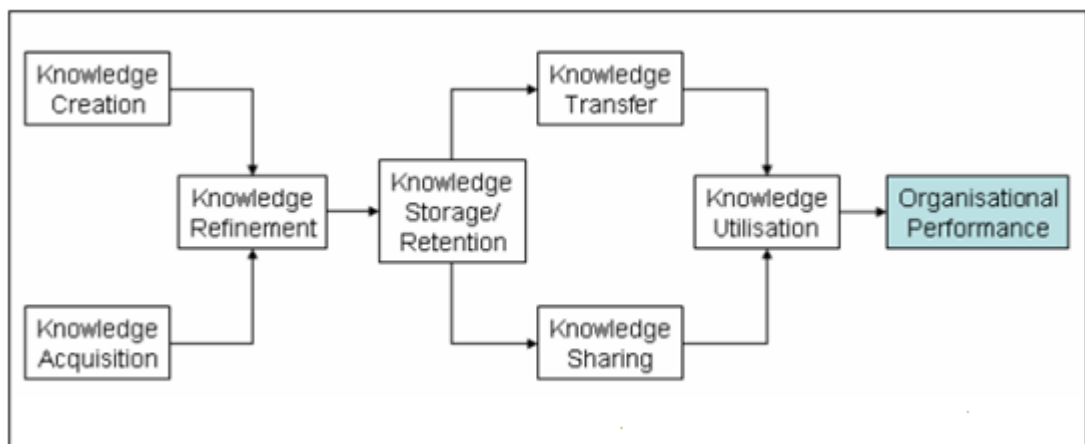 Knowledge
Creation
Knowledge
Acquisition
Knowledge
Refinement
Knowledge
Storage/
Retention
Knowledge
Transfer
Knowledge
Sharing
Knowledge
Utilisation
Organisational
Performance